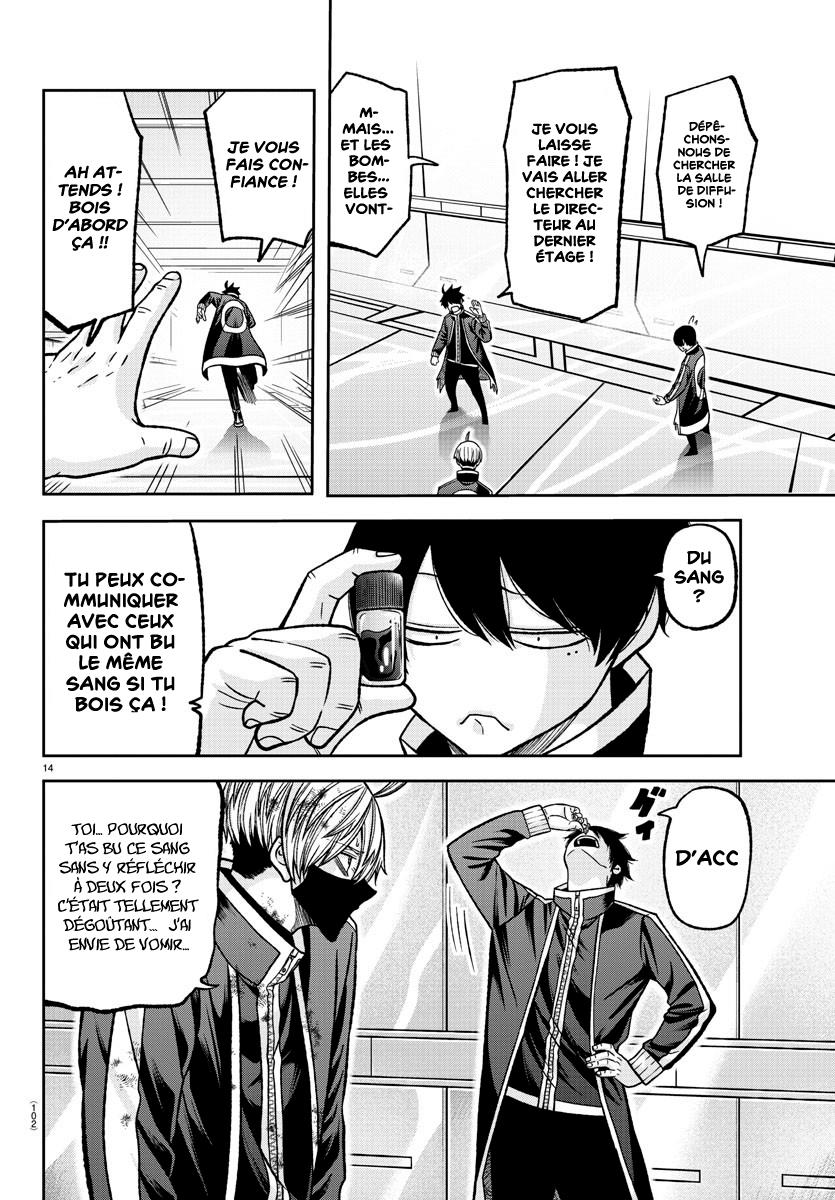 DÉPÊ-
CHONS-
NOUS DE
CHERCHER
LA SALLE
DE DIFFU-
SION !
JE VOUS
LAISSE
FAIRE ! JE
VAIS ALLER
CHERCHER
LE DIREC-
TEUR AU
DERNIER
ÉTAGE !
M-
MAIS...
ET LES
BOM-
BES...
ELLES
VONT-
JE VOUS
FAIS CON-
FIANCE !
AH AT-
TENDS !
BOIS
D'ABORD
ÇA !!
DU
SANG
?
TU PEUX CO-
MMUNIQUER
AVEC CEUX
QUI ONT BU
LE MÊME
SANG SI TU
BOIS ÇA !
14
D'ACC
グイ
TOI... POURQUOI
T'AS BU CE SANG
SANS Y RÉFLÉCHIR
À DEUX FOIS ?
C'ÉTAIT TELLEMENT
DÉGOÛTANT... J'AI
ENVIE DE VOMIR...
(102)